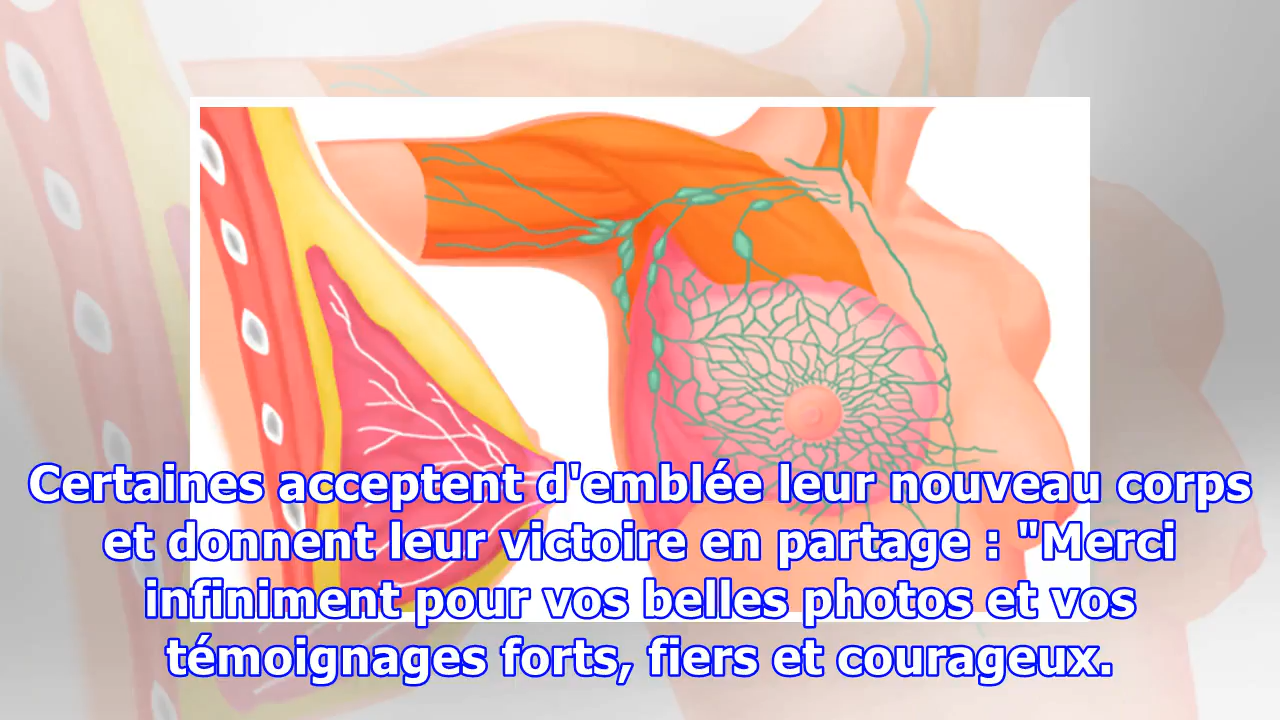 Certaines acceptent d'emblée leur nouveau corps
et donnent leur victoire en partage : "Merci
infiniment pour vos belles photos et vos
témoignages forts, fiers et courageux.